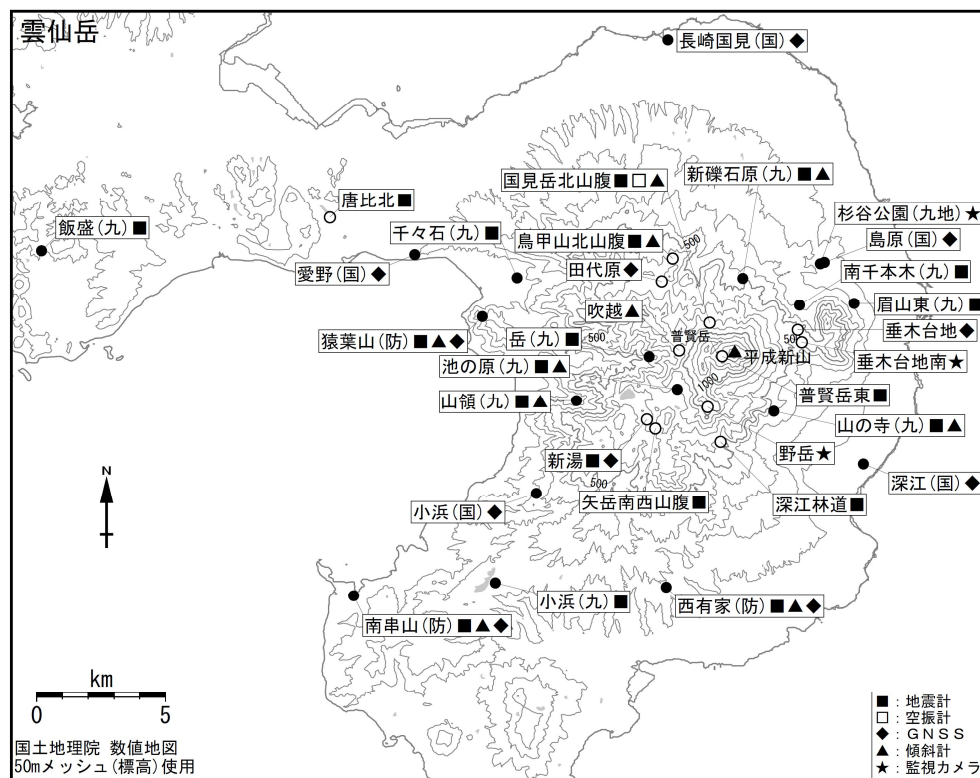 雲仙岳
長崎国見(国)◆
国見岳北山腹■□▲
新礫石原(九)■▲
唐比北■
杉谷公園(九地)★
飯盛(九)■
千々石(九)■
鳥甲山北山腹■▲
島原(国)◆
500
愛野(国)◆
田代原◆
南千本木(九)■
吹越▲
眉山東(九)■
猿葉山(防)■▲◆
岳(九)■
500
普賢岳
500
垂木台地◆
池の原(九)■▲
平成新山
垂木台地南★
1000
山領(九)■▲
普賢岳東■
山の寺(九)■▲
新湯■◆
野岳★
500
深江(国)◆
小浜(国)◆
矢岳南西山腹■
深江林道■
N
小浜(九)■
西有家(防)■▲◆
南串山(防)■▲◆
km
0 5
国土地理院 数値地図
50mメッシュ(標高)使用
■：地震計
□：空振計
◆：GNSS
▲：傾斜計
★：監視カメラ